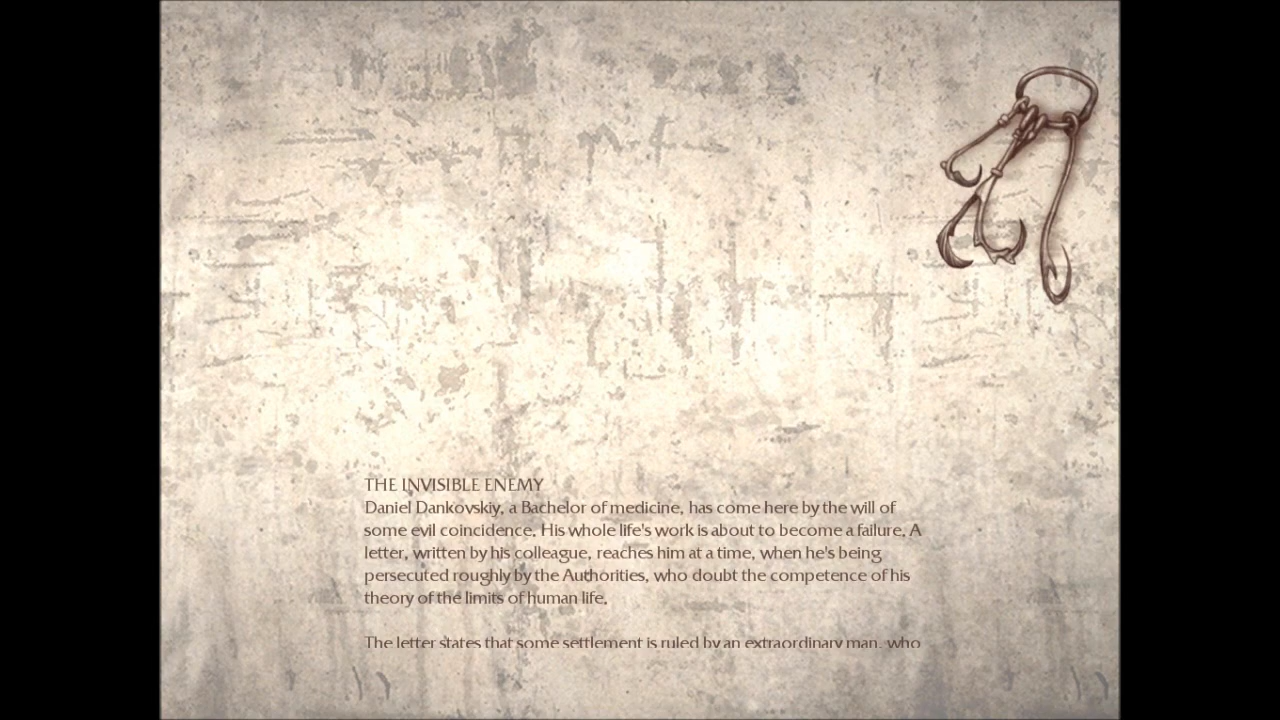 THE INVISIBLE ENEMY
Daniel Dankovskiy, a Bachelor of medicine, has come here by the will of
some evil coincidence. His whole life's work is about to become a failure. A
letter, written by his colleague, reaches him at a time, when he's being
persecuted roughly by the Authorities, who doubt the competence of his
theory of the limits of human life.
The letter states that some settlement is ruled by an extraordinary man, who